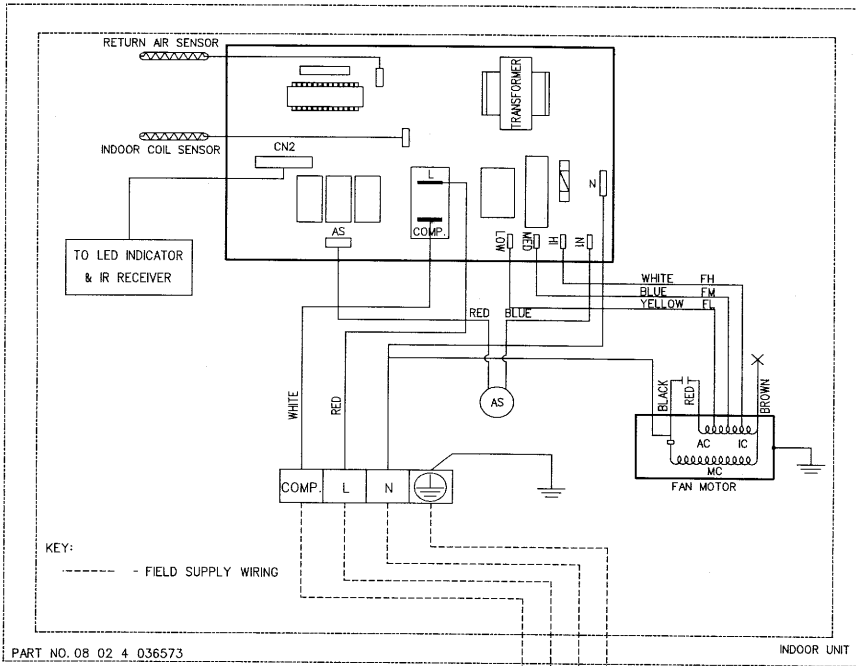 RETURN AIR SENSOR
TRANSFORMER
INDOOR COIL SENSOR
CN2
L
N
AS
COMP.
LOW
MED
HI
N1
TO LED INDICATOR
& IR RECEIVER
WHITE FH
BLUE FM
YELLOW FL
RED
BLUE
WHITE
RED
AS
BLACK
RED
BROWN
AC
IC
MC
FAN MOTOR
COMP.
L
N
KEY:
- FIELD SUPPLY WIRING
PART NO. 08 02 4 036573
INDOOR UNIT